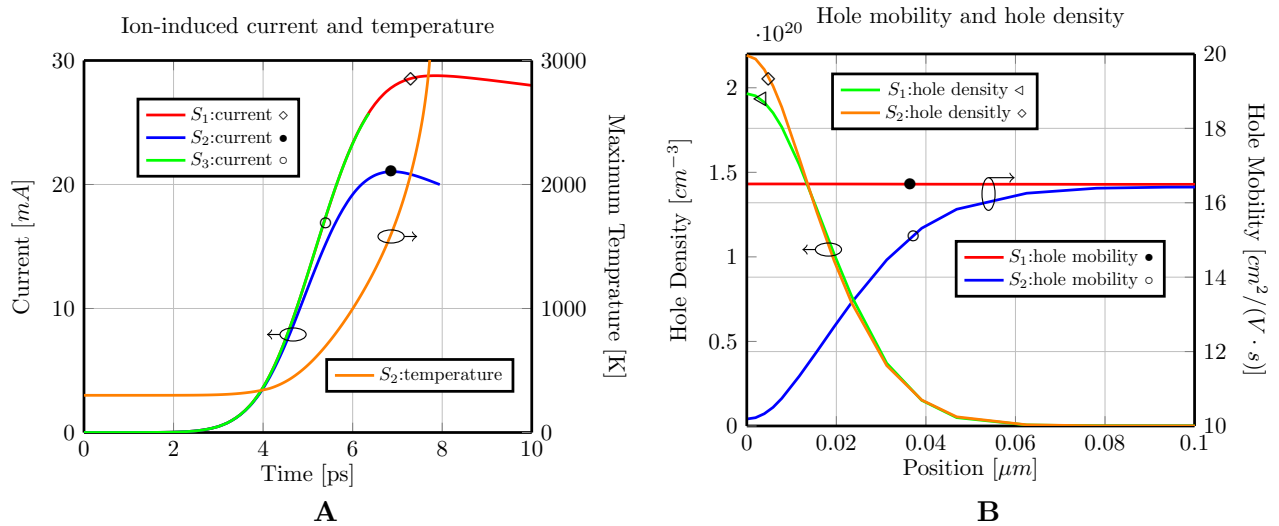 Ion-induced current and temperature
30
20
10
0
3000
2000
1000
0
0 2 4 6 8 10
Current [mA]
Maximum Temprature [K]
Time [ps]
S₁:current
S₂:current
S₃:current
S₂:temperature
A
Hole mobility and hole density
·10²⁰
2
1.5
1
0.5
0
20
18
16
14
12
10
0 0.02 0.04 0.06 0.08 0.1
Hole Density [cm⁻³]
Hole Mobility [cm²/(V · s)]
Position [μm]
S₁:hole density
S₂:hole densitly
S₁:hole mobility
S₂:hole mobility
B